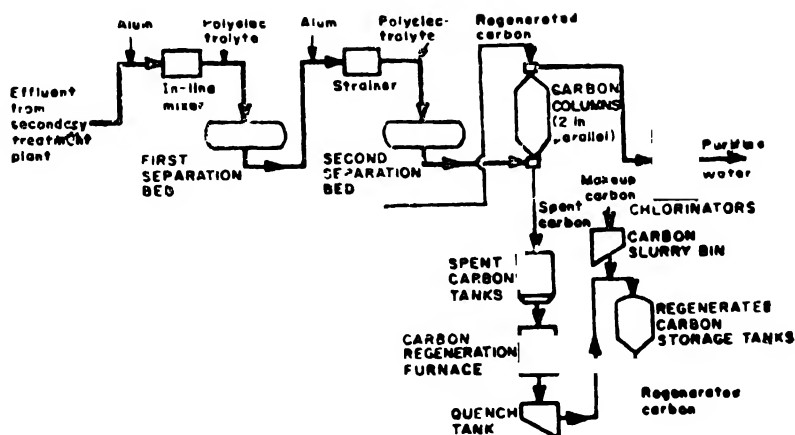 Alum
Polyelec-
trolyte
Alum
Polyelec-
trolyte
Regenerated
carbon
Effluent
from
secondary
treatment
plant
In-line
mixer
Strainer
CARBON
COLUMNS
(2 in
parallel)
FIRST
SEPARATION
BED
SECOND
SEPARATION
BED
water
Makeup
carbon
CHLORINATORS
Spent
carbon
CARBON
SLURRY BIN
SPENT
CARBON
TANKS
REGENERATED
CARBON
STORAGE TANKS
CARBON
REGENERATION
FURNACE
QUENCH
TANK
Regenerated
carbon